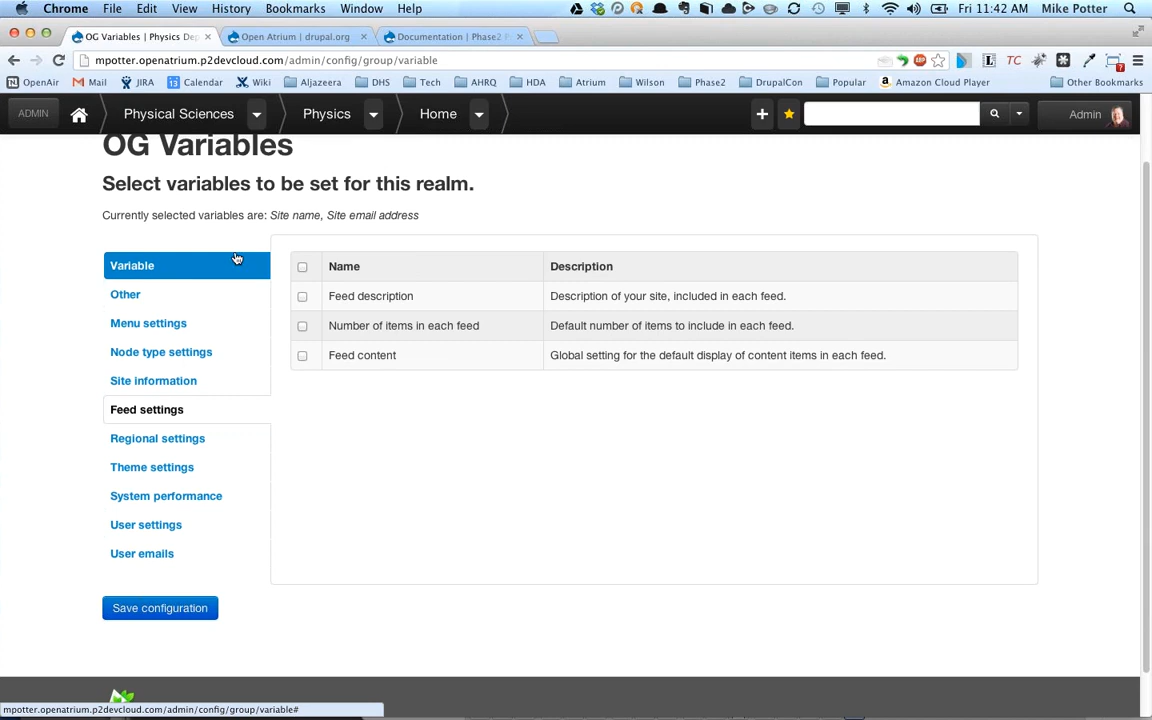 Chrome File Edit View History Bookmarks Window Help Fri 11:42 AM Mike Potter
OG Variables | Physics De × Open Atrium | drupal.org × Documentation | Phase2 P ×
mpotter.openatrium.p2devcloud.com/admin/config/group/variable
OpenAir Mail JIRA Calendar Wiki Aljazeera DHS Tech AHRQ HDA Atrium Wilson Phase2 DrupalCon Popular Amazon Cloud Player Other Bookmarks
ADMIN Physical Sciences Physics Home Admin
OG Variables
Select variables to be set for this realm.
Currently selected variables are: Site name, Site email address
Variable
Other
Menu settings
Node type settings
Site information
Feed settings
Regional settings
Theme settings
System performance
User settings
User emails
Name Description
Feed description Description of your site, included in each feed.
Number of items in each feed Default number of items to include in each feed.
Feed content Global setting for the default display of content items in each feed.
Save configuration
mpotter.openatrium.p2devcloud.com/admin/config/group/variable#